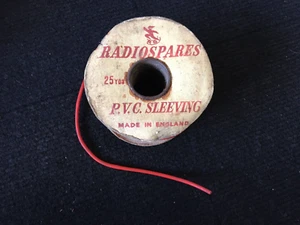 RADIOSPARES
25 YDS
P.V.C. SLEEVING
MADE IN ENGLAND